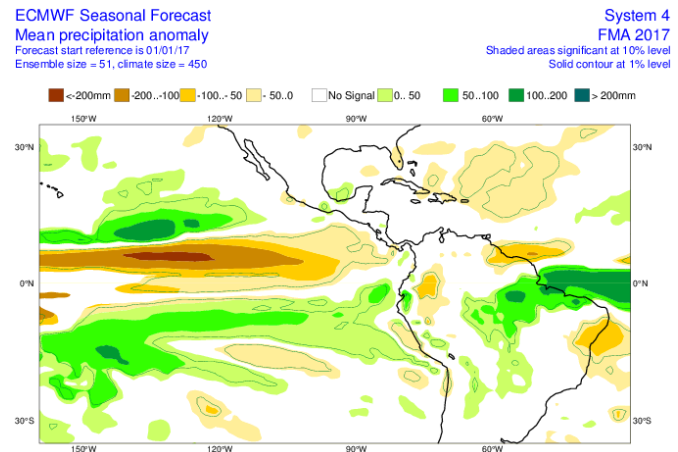 ECMWF Seasonal Forecast
System 4
Mean precipitation anomaly
FMA 2017
Forecast start reference is 01/01/17
Shaded areas significant at 10% level
Ensemble size = 51, climate size = 450
Solid contour at 1% level
<-200mm -200..-100 -100..- 50 - 50..0 No Signal 0.. 50 50..100 100..200 > 200mm
150°W 120°W 90°W 60°W
30°N 30°N
0°N 0°N
30°S 30°S
150°W 120°W 90°W 60°W